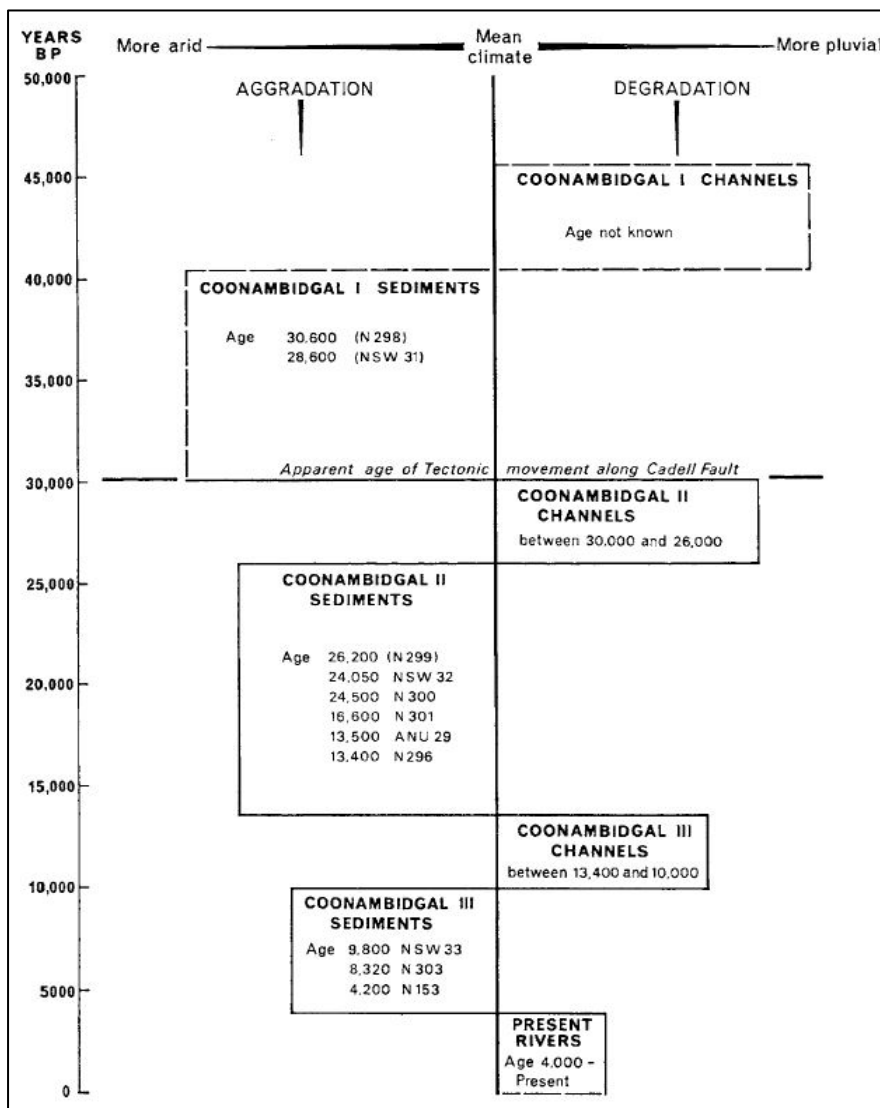 YEARS
BP
More arid
Mean
climate
More pluvial
50,000
AGGRADATION
DEGRADATION
45,000
COONAMBIDGAL I CHANNELS
Age not known
40,000
COONAMBIDGAL I SEDIMENTS
Age 30,600 (N298)
28,600 (NSW 31)
35,000
Apparent age of Tectonic movement along Cadell Fault
30,000
COONAMBIDGAL II
CHANNELS
between 30,000 and 26,000
25,000
COONAMBIDGAL II
SEDIMENTS
Age 26,200 (N299)
24,050 NSW 32
24,500 N 300
16,600 N 301
13,500 ANU 29
13,400 N296
20,000
15,000
COONAMBIDGAL III
CHANNELS
between 13,400 and 10,000
10,000
COONAMBIDGAL III
SEDIMENTS
Age 9,800 NSW 33
8,320 N 303
4,200 N 153
5000
PRESENT
RIVERS
Age 4,000 –
Present
0